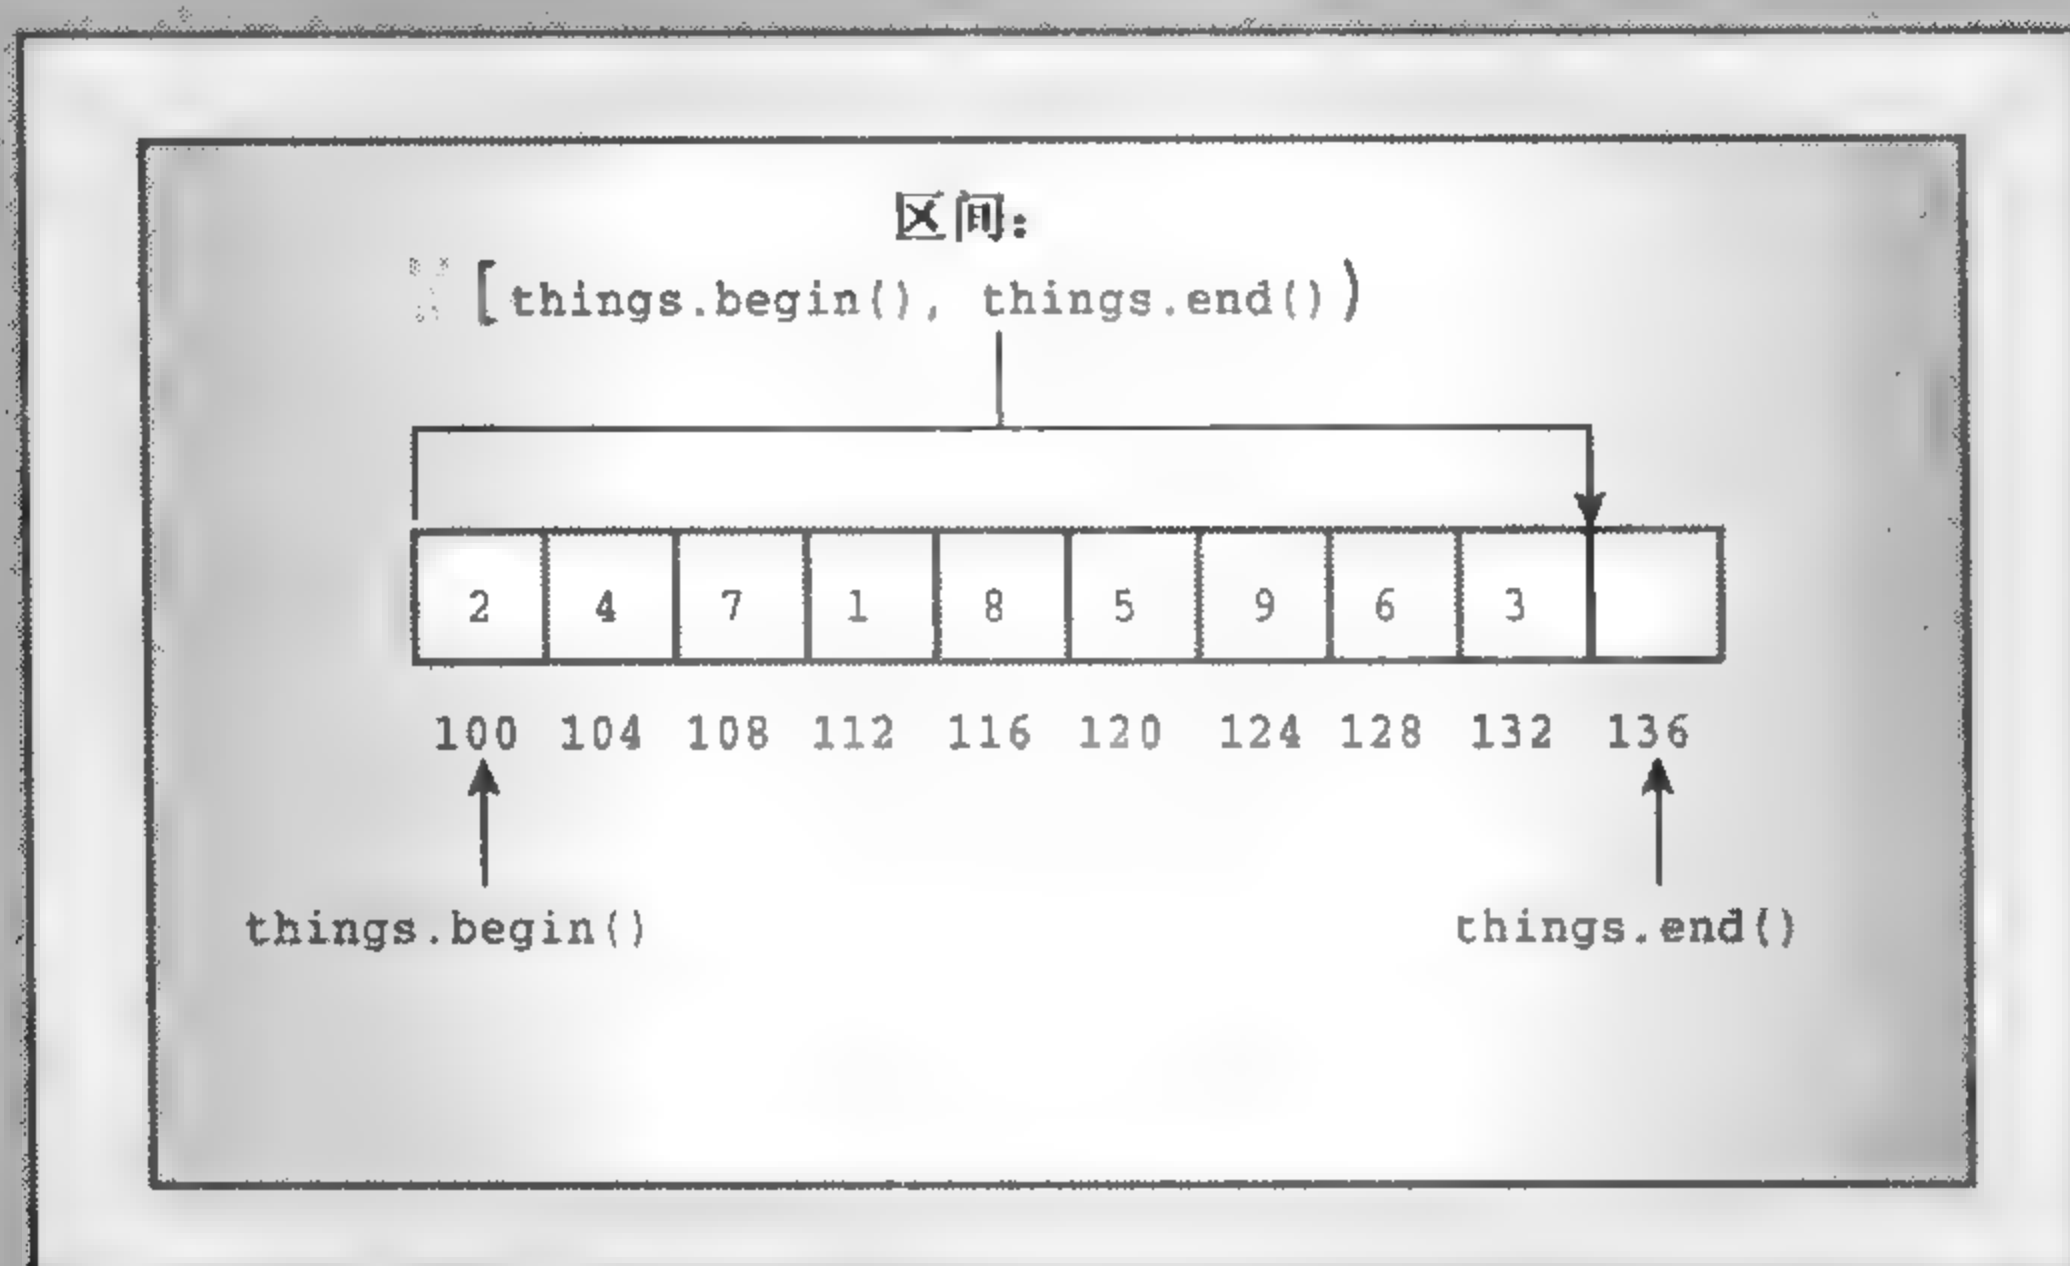 区间：
[things.begin(), things.end())
2 4 7 1 8 5 9 6 3
100 104 108 112 116 120 124 128 132 136
things.begin() things.end()